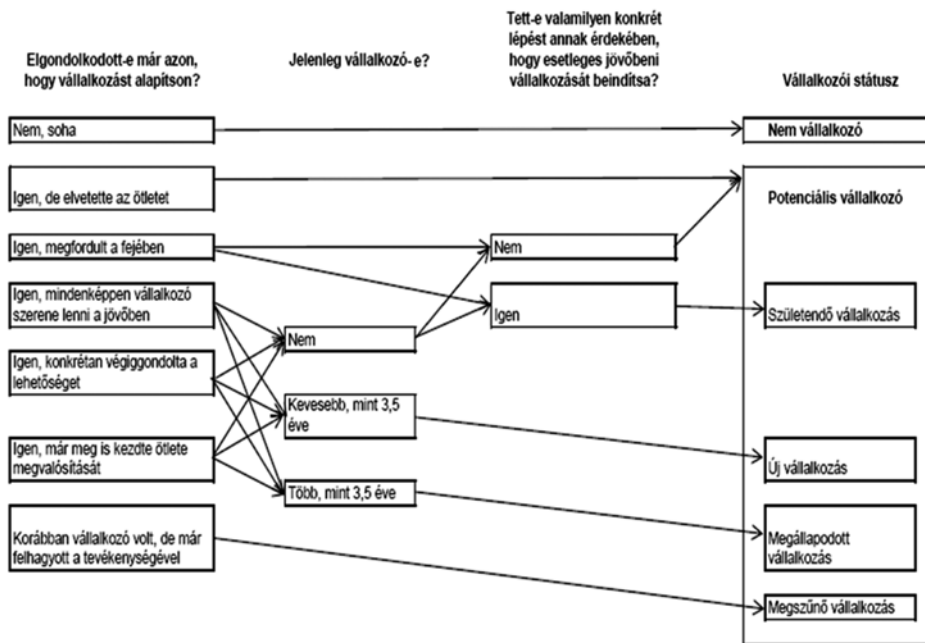 Elgondolkodott-e már azon,
hogy vállalkozást alapítson?
Jelenleg vállalkozó-e?
Tett-e valamilyen konkrét
lépést annak érdekében,
hogy esetleges jövőbeni
vállalkozását beindítsa?
Vállalkozói státusz
Nem, soha
Nem vállalkozó
Igen, de elvetette az ötletet
Potenciális vállalkozó
Igen, megfordult a fejében
Nem
Igen, mindenképpen vállalkozó
szerene lenni a jövőben
Igen
Születendő vállalkozás
Nem
Igen, konkrétan végiggondolta a
lehetőséget
Kevesebb, mint 3,5
éve
Igen, már meg is kezdte ötlete
megvalósítását
Új vállalkozás
Több, mint 3,5 éve
Korábban vállalkozó volt, de már
felhagyott a tevékenységével
Megállapodott
vállalkozás
Megszűnő vállalkozás